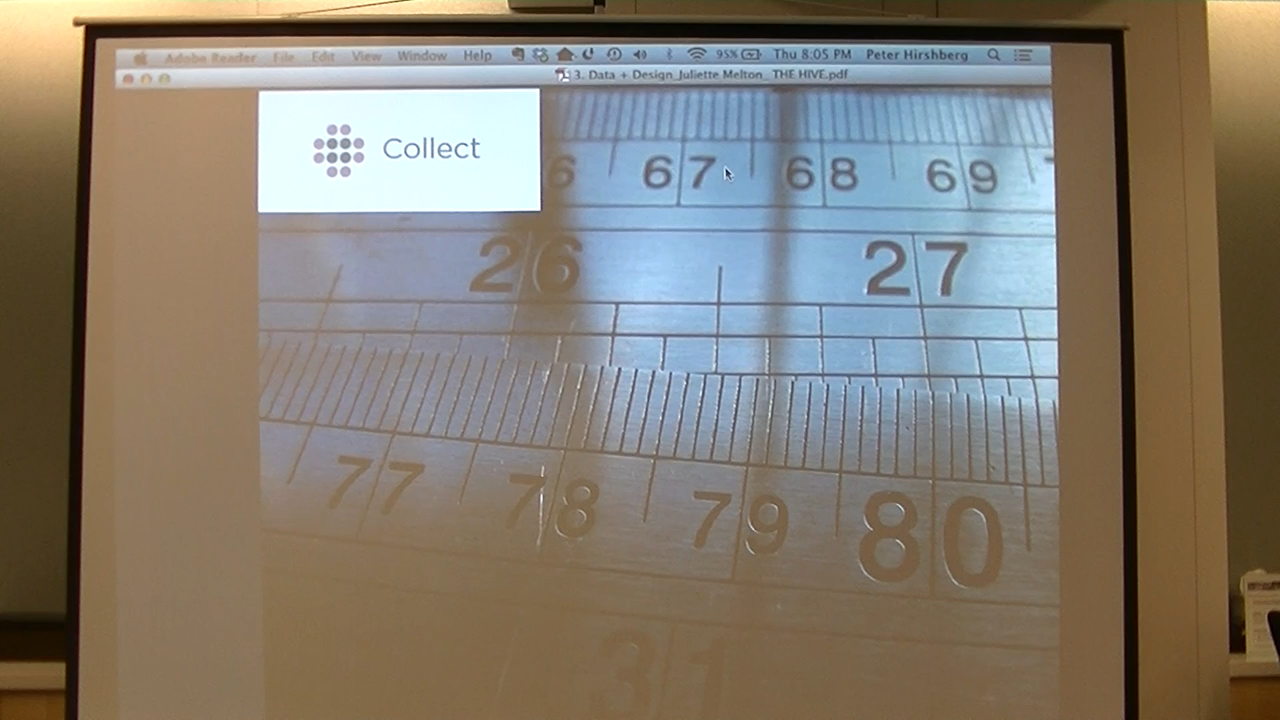 Adobe Reader File Edit View Window Help 95% Thu 8:05 PM Peter Hirshberg
3. Data + Design_Juliette Melton_ THE HIVE.pdf
Collect
6 67 68 69
26 27
77 78 79 80
31